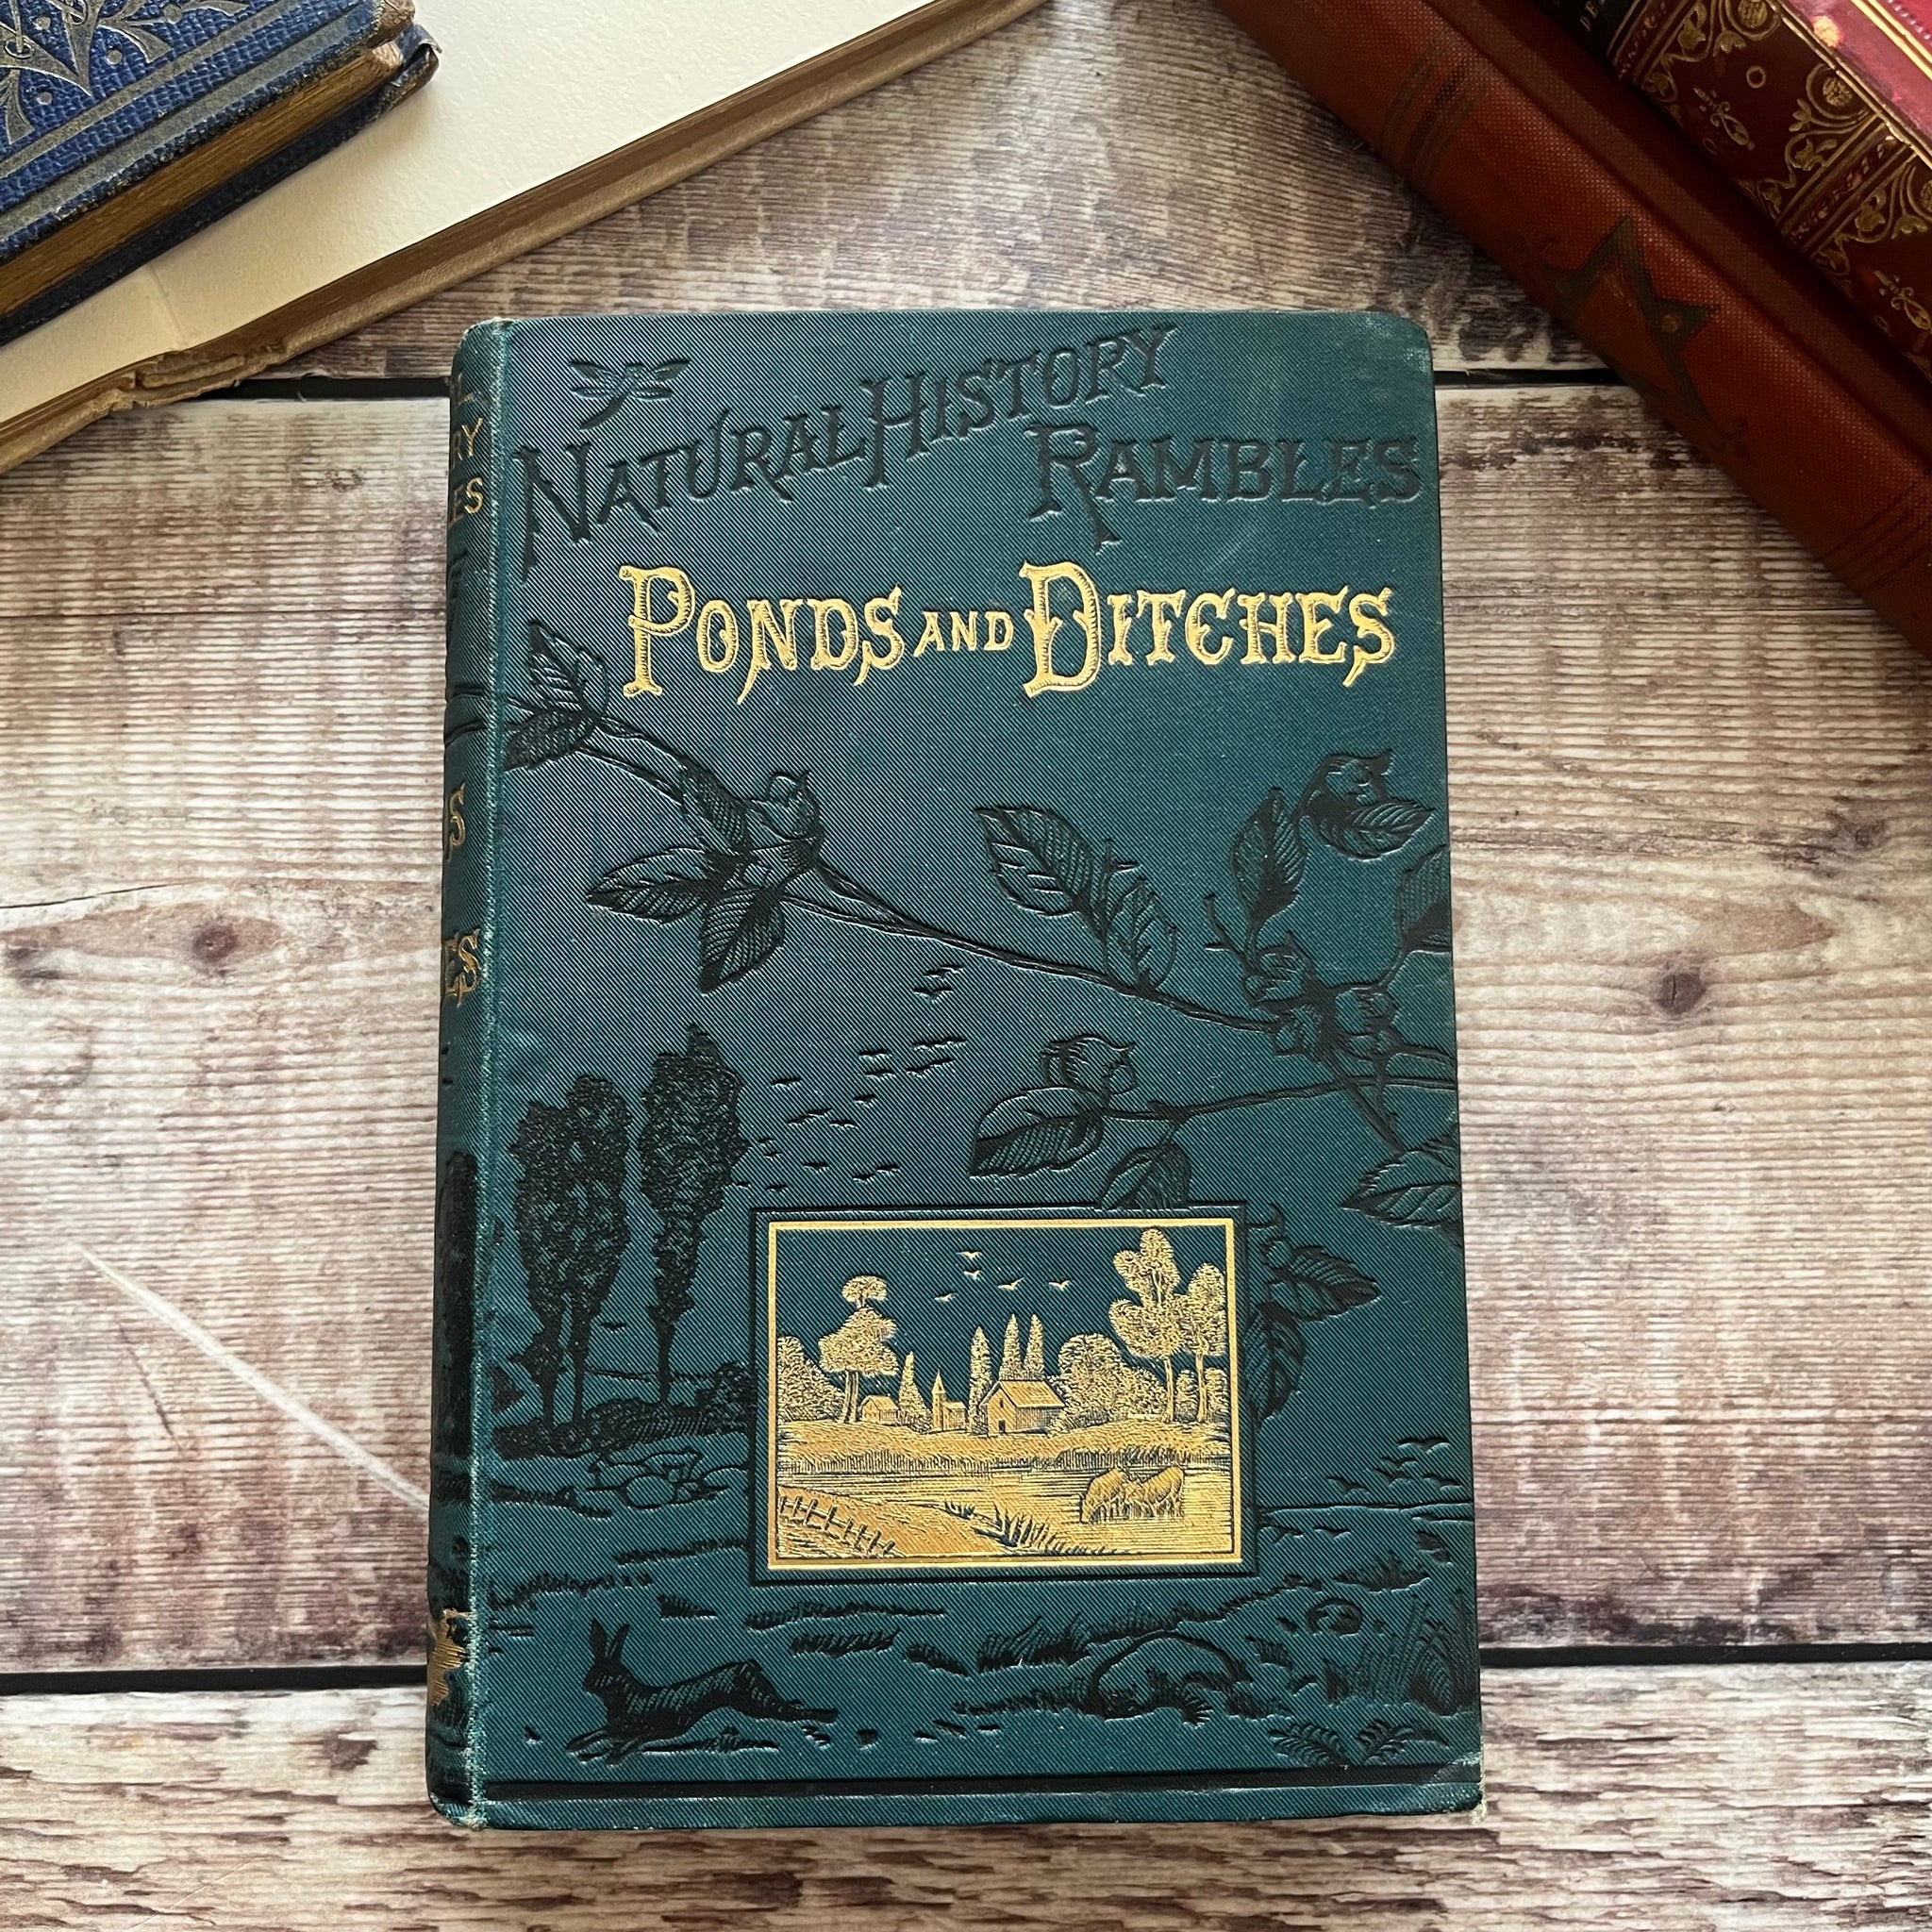 Natural History
Rambles
Ponds and Ditches